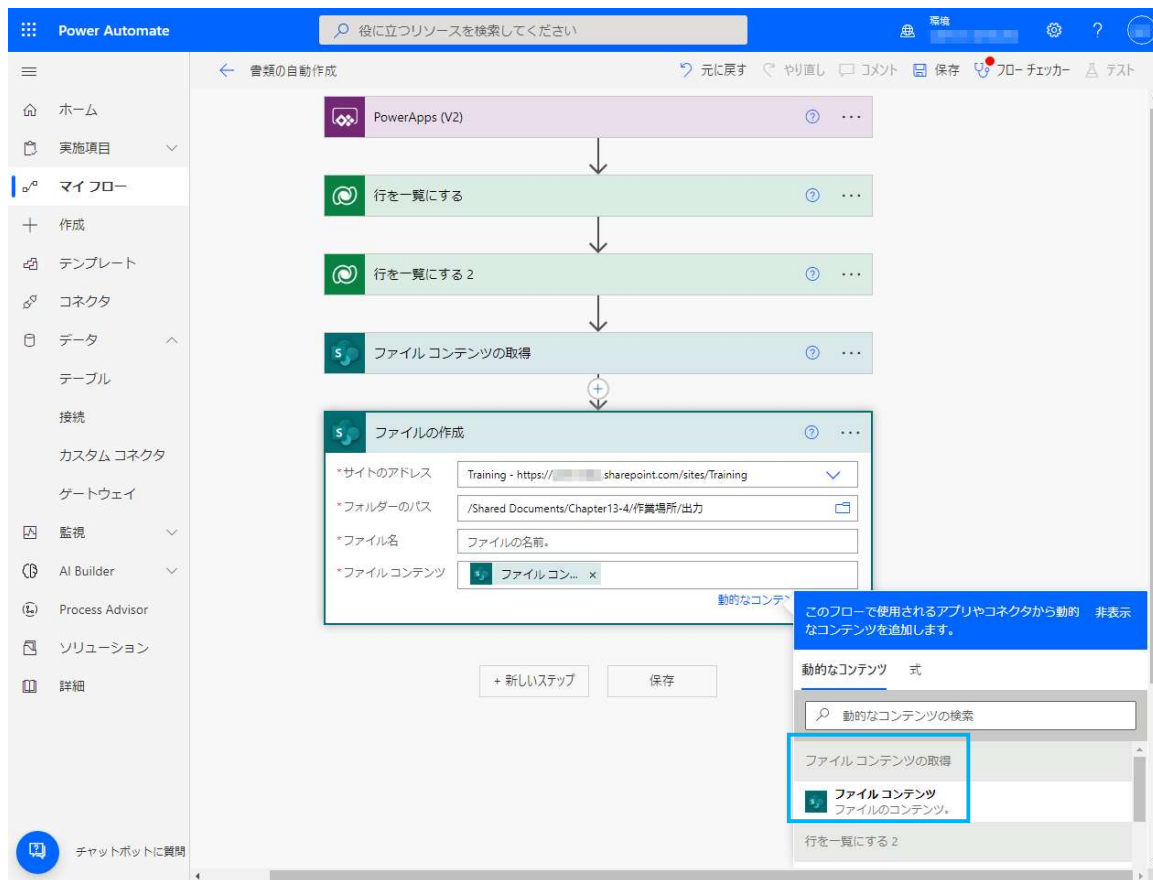 Power Automate
役に立つリソースを検索してください
環境
?
書類の自動作成
元に戻す
やり直し
コメント
保存
フロー チェッカー
テスト
ホーム
実施項目
マイ フロー
作成
テンプレート
コネクタ
データ
テーブル
接続
カスタム コネクタ
ゲートウェイ
監視
AI Builder
Process Advisor
ソリューション
詳細
チャットボットに質問
PowerApps (V2)
行を一覧にする
行を一覧にする 2
ファイル コンテンツの取得
ファイルの作成
*サイトのアドレス
Training - https://
.sharepoint.com/sites/Training
*フォルダーのパス
/Shared Documents/Chapter13-4/作業場所/出力
*ファイル名
ファイルの名前。
*ファイル コンテンツ
ファイル コン... ×
動的なコンテン
+ 新しいステップ
保存
このフローで使用されるアプリやコネクタから動的
なコンテンツを追加します。
非表示
動的なコンテンツ
式
動的なコンテンツの検索
ファイル コンテンツの取得
ファイル コンテンツ
ファイルのコンテンツ。
行を一覧にする 2